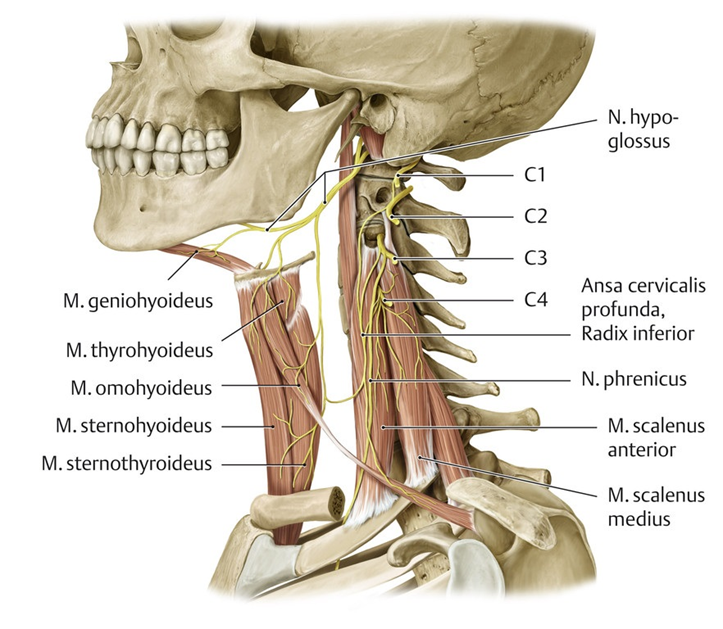 N. hypo-
glossus
C1
C2
C3
C4
Ansa cervicalis
profunda,
Radix inferior
N. phrenicus
M. scalenus
anterior
M. scalenus
medius
M. geniohyoideus
M. thyrohyoideus
M. omohyoideus
M. sternohyoideus
M. sternothyroideus